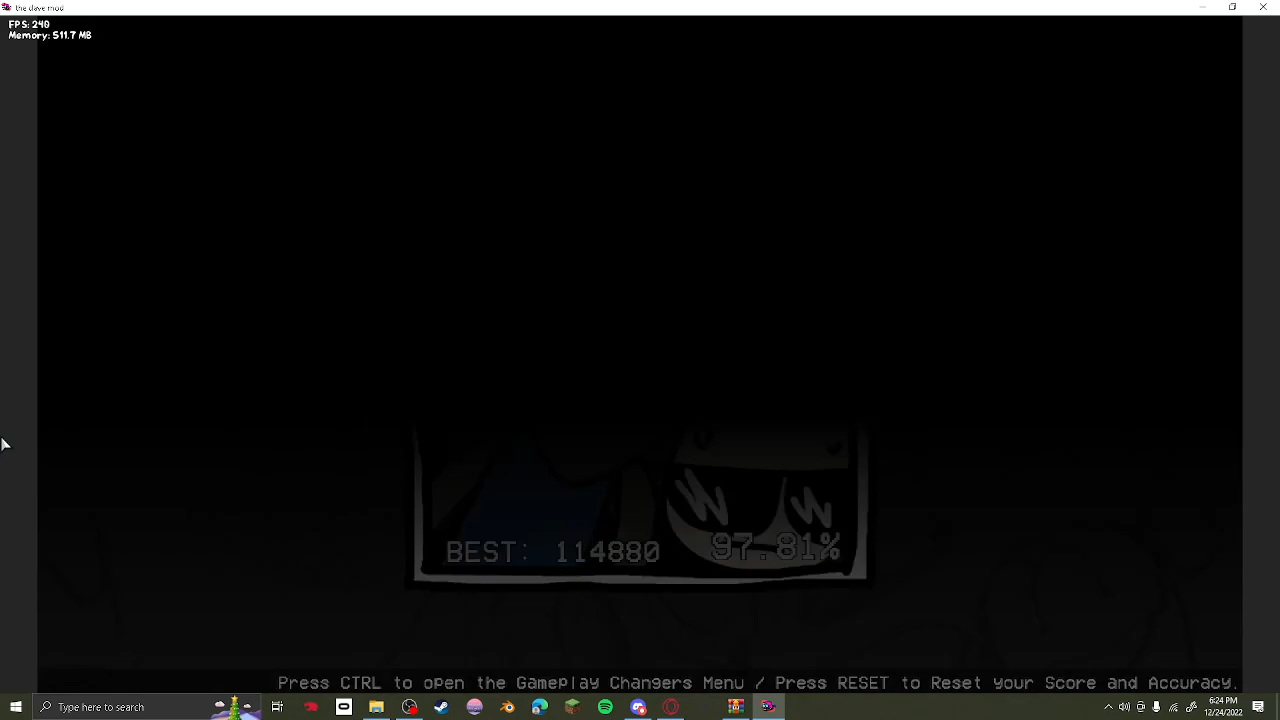 the dave mod
FPS: 240
Memory: 511.7 MB
BEST: 114880 97.81%
Press CTRL to open the Gameplay Changers Menu / Press RESET to Reset your Score and Accuracy.
Type here to search
6:24 PM
12/24/2022